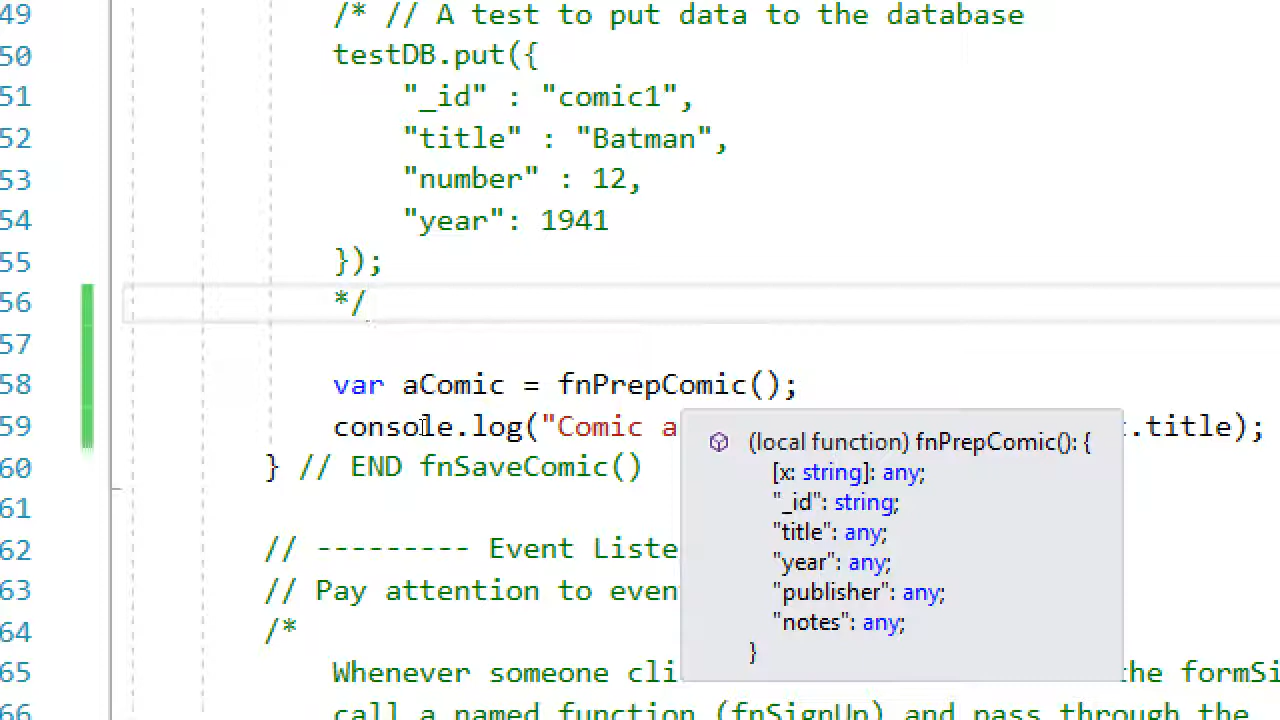 49 /* // A test to put data to the database
50 testDB.put({
51 "_id" : "comic1",
52 "title" : "Batman",
53 "number" : 12,
54 "year": 1941
55 });
56 */
57
58 var aComic = fnPrepComic();
59 console.log("Comic a .title);
60 } // END fnSaveComic()
61
62 // --------- Event Liste
63 // Pay attention to even
64 /*
65 Whenever someone cli the formSi
66 call a named function (fnSignUp) and pass through the
(local function) fnPrepComic(): {
[x: string]: any;
"_id": string;
"title": any;
"year": any;
"publisher": any;
"notes": any;
}